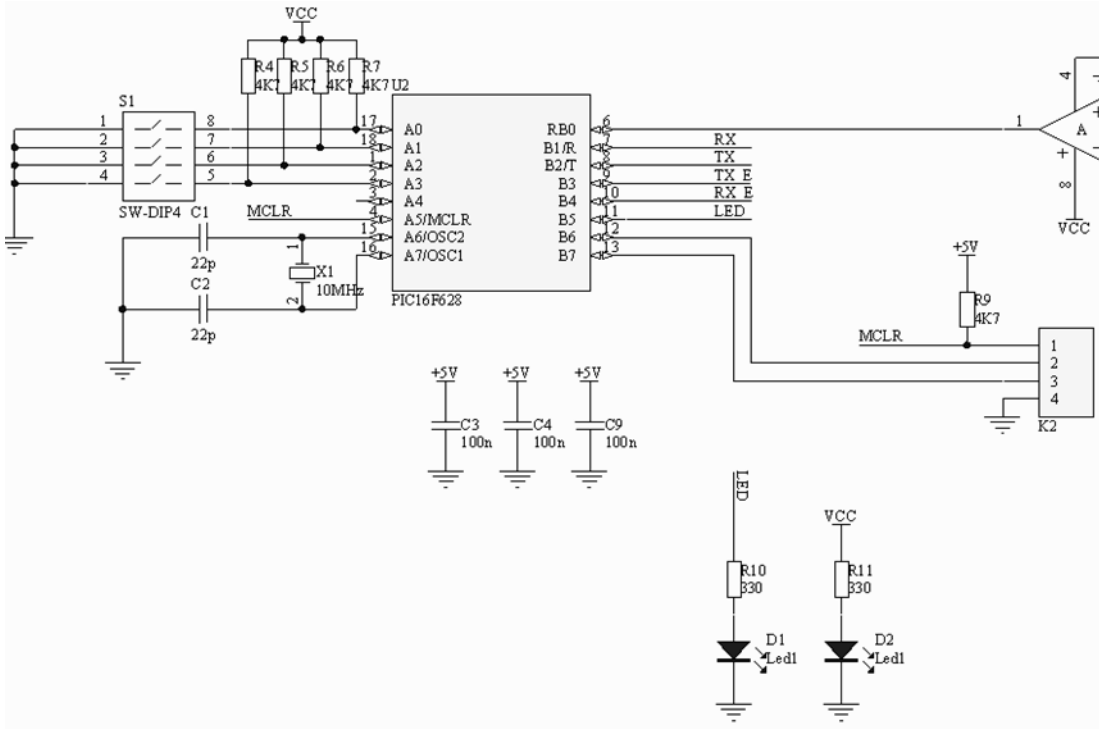 VCC
R4 R5 R6 R7
4K7 4K7 4K7 4K7 U2
S1
1 8 17 A0
2 7 18 A1
3 6 1 A2
4 5 2 A3
3 A4
SW-DIP4
MCLR 4 A5/MCLR
15 A6/OSC2
16 A7/OSC1
PIC16F628
RB0 6
B1/R 7 RX
B2/T 8 TX
B3 9 TX E
B4 10 RX E
B5 11 LED
B6 12
B7 13
1 A
4
+
8
VCC
C1
22p
C2
22p
1
X1
10MHz
2
+5V
R9
4K7
MCLR
1
2
3
4
K2
+5V +5V +5V
C3 C4 C9
100n 100n 100n
LED
R10
330
D1
Led1
VCC
R11
330
D2
Led1